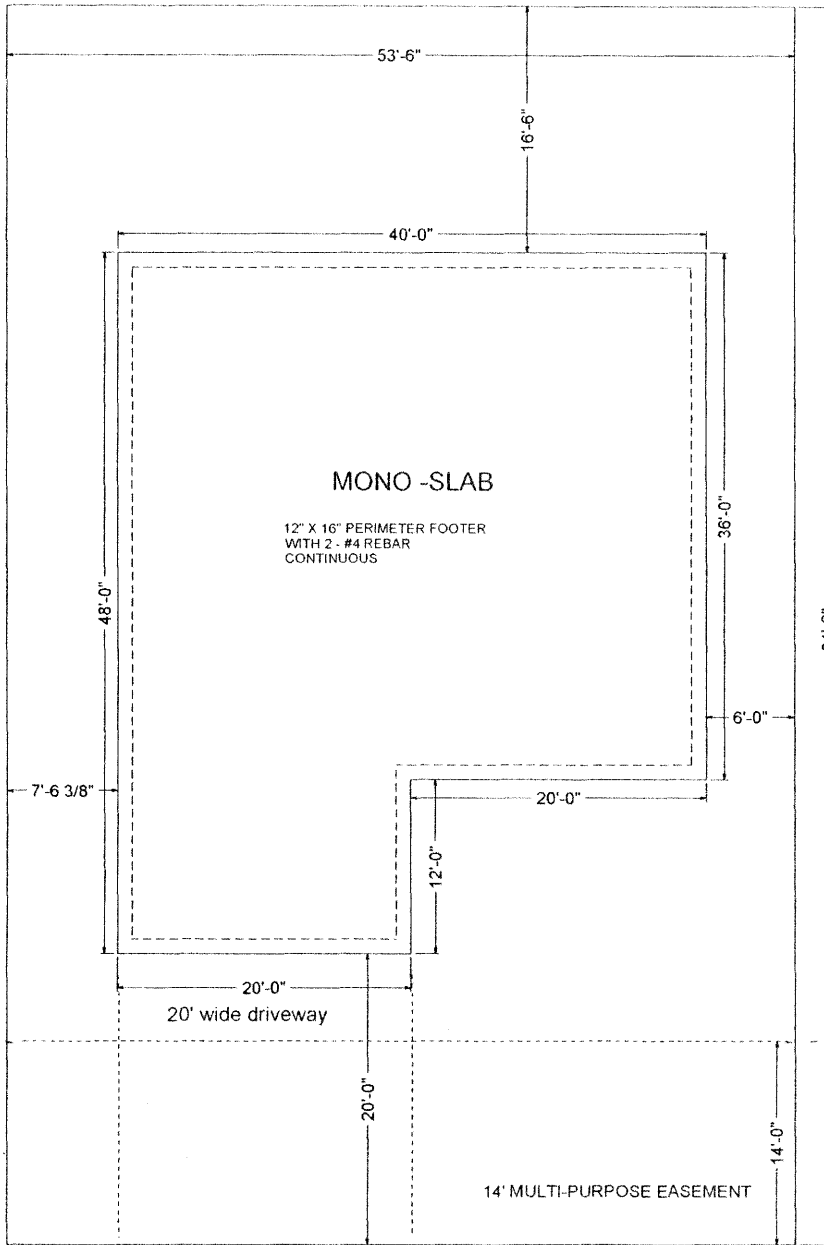 53'-6"
16'-6"
40'-0"
MONO -SLAB
12" X 16" PERIMETER FOOTER
WITH 2 - #4 REBAR
CONTINUOUS
36'-0"
48'-0"
6'-0"
7'-6 3/8"
20'-0"
12'-0"
20'-0"
20' wide driveway
20'-0"
14'-0"
14' MULTI-PURPOSE EASEMENT